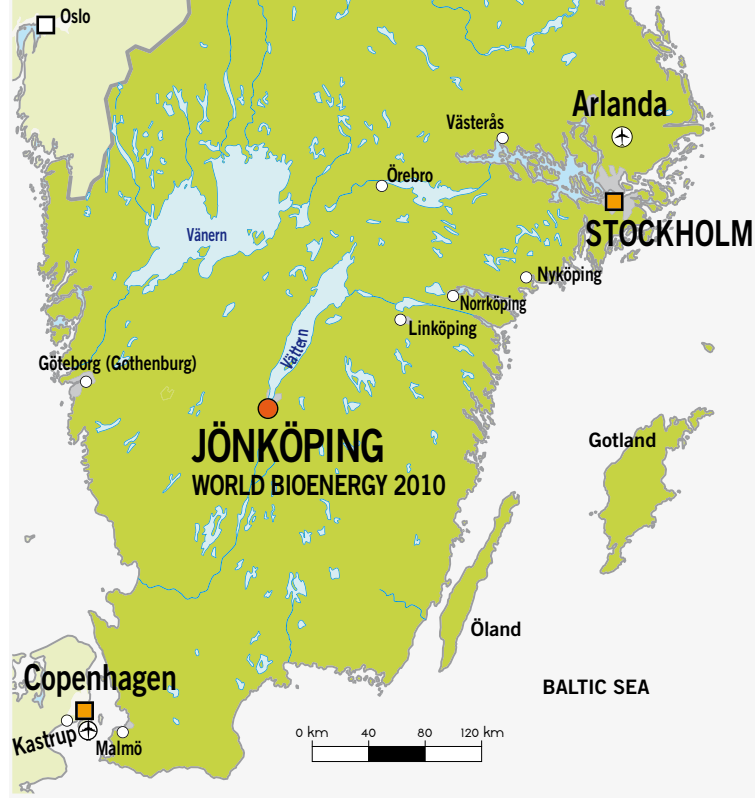 Oslo
Arlanda
Västerås
Örebro
STOCKHOLM
Vänern
Nyköping
Norrköping
Linköping
Vättern
Göteborg (Gothenburg)
JÖNKÖPING
WORLD BIOENERGY 2010
Gotland
Öland
Copenhagen
BALTIC SEA
Kastrup
Malmö
0 km 40 80 120 km